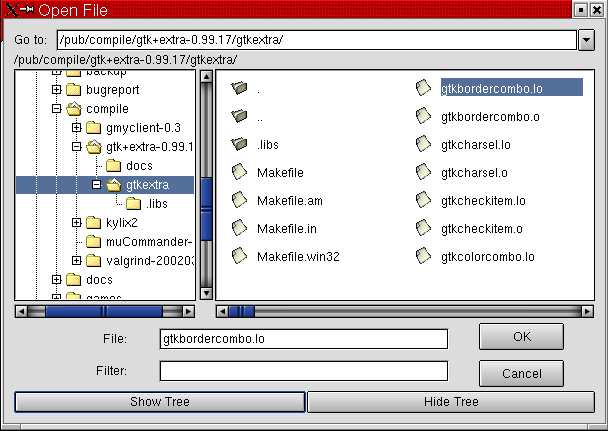 Open File
Go to: /pub/compile/gtk+extra-0.99.17/gtkextra/
/pub/compile/gtk+extra-0.99.17/gtkextra/
backup
bugreport
compile
gmyclient-0.3
gtk+extra-0.99.1
docs
gtkextra
.libs
kylix2
muCommander-
valgrind-200203
docs
games
.
..
.libs
Makefile
Makefile.am
Makefile.in
Makefile.win32
gtkbordercombo.lo
gtkbordercombo.o
gtkcharsel.lo
gtkcharsel.o
gtkcheckitem.lo
gtkcheckitem.o
gtkcolorcombo.lo
File: gtkbordercombo.lo
OK
Filter:
Cancel
Show Tree
Hide Tree